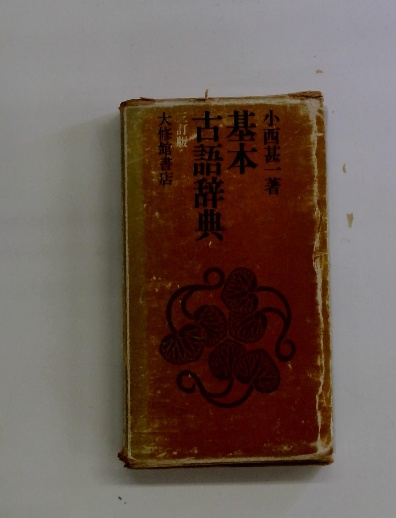 小西甚一著
基本
古語辞典
三訂版
大修館書店